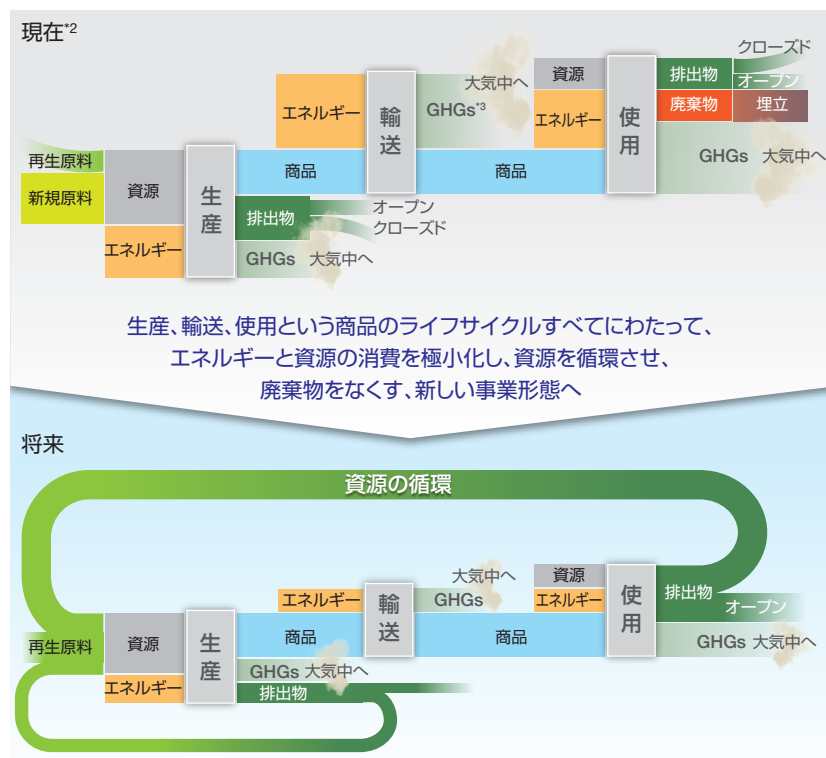 現在*2
クローズド
資源
排出物
オープン
大気中へ
エネルギー
輸送
GHGs*3
エネルギー
使用
廃棄物
埋立
再生原料
資源
生産
商品
商品
GHGs 大気中へ
新規原料
排出物
オープン
クローズド
エネルギー
GHGs 大気中へ
生産、輸送、使用という商品のライフサイクルすべてにわたって、
エネルギーと資源の消費を極小化し、資源を循環させ、
廃棄物をなくす、新しい事業形態へ
将来
資源の循環
大気中へ
資源
エネルギー
輸送
GHGs
エネルギー
使用
排出物
オープン
再生原料
資源
生産
商品
商品
GHGs 大気中へ
GHGs 大気中へ
エネルギー
排出物